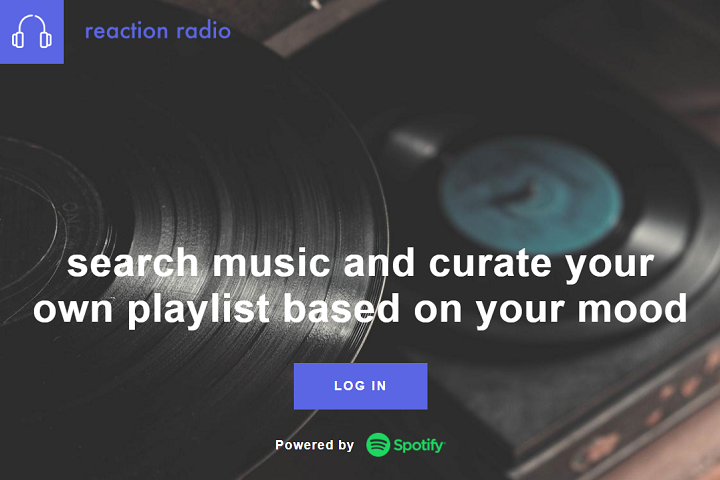 reaction radio
search music and curate your
own playlist based on your mood
LOG IN
Powered by Spotify